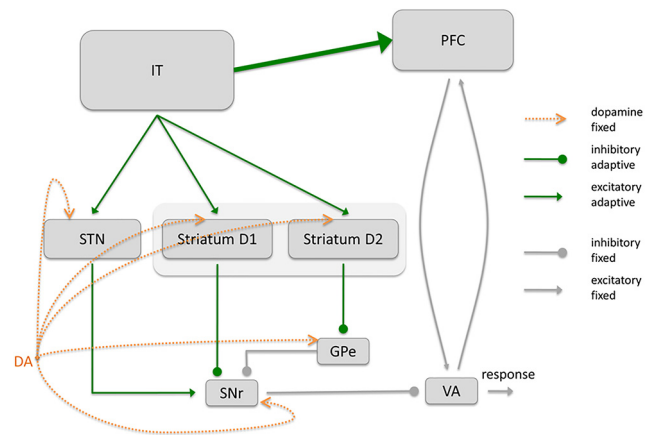 IT
PFC
dopamine
fixed
inhibitory
adaptive
excitatory
adaptive
inhibitory
fixed
excitatory
fixed
STN
Striatum D1
Striatum D2
DA
GPe
SNr
VA
response